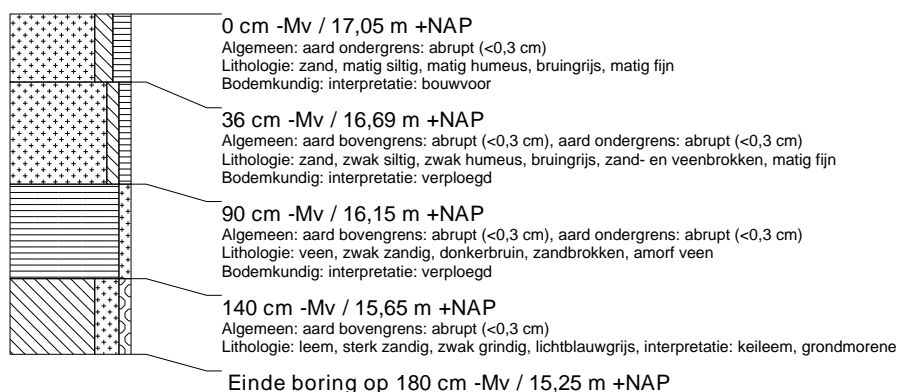 0 cm -Mv / 17,05 m +NAP
Algemeen: aard ondergrens: abrupt (<0,3 cm)
Lithologie: zand, matig siltig, matig humeus, bruingrijs, matig fijn
Bodemkundig: interpretatie: bouwvoor
36 cm -Mv / 16,69 m +NAP
Algemeen: aard bovengrens: abrupt (<0,3 cm), aard ondergrens: abrupt (<0,3 cm)
Lithologie: zand, zwak siltig, zwak humeus, bruingrijs, zand- en veenbrokken, matig fijn
Bodemkundig: interpretatie: verploegd
90 cm -Mv / 16,15 m +NAP
Algemeen: aard bovengrens: abrupt (<0,3 cm), aard ondergrens: abrupt (<0,3 cm)
Lithologie: veen, zwak zandig, donkerbruin, zandbrokken, amorf veen
Bodemkundig: interpretatie: verploegd
140 cm -Mv / 15,65 m +NAP
Algemeen: aard bovengrens: abrupt (<0,3 cm)
Lithologie: leem, sterk zandig, zwak grindig, lichtblauwgrijs, interpretatie: keileem, grondmorene
Einde boring op 180 cm -Mv / 15,25 m +NAP